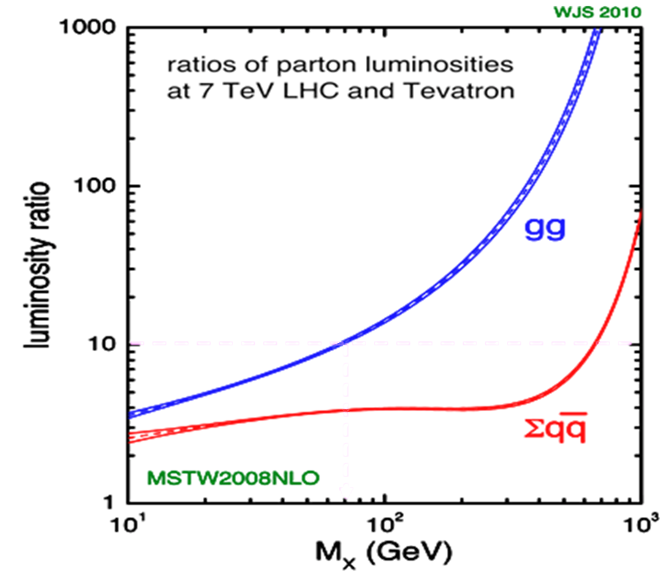 WJS 2010
1000
ratios of parton luminosities
at 7 TeV LHC and Tevatron
100
luminosity ratio
gg
10
Σqq̅
MSTW2008NLO
1
10¹
10²
10³
Mₓ (GeV)